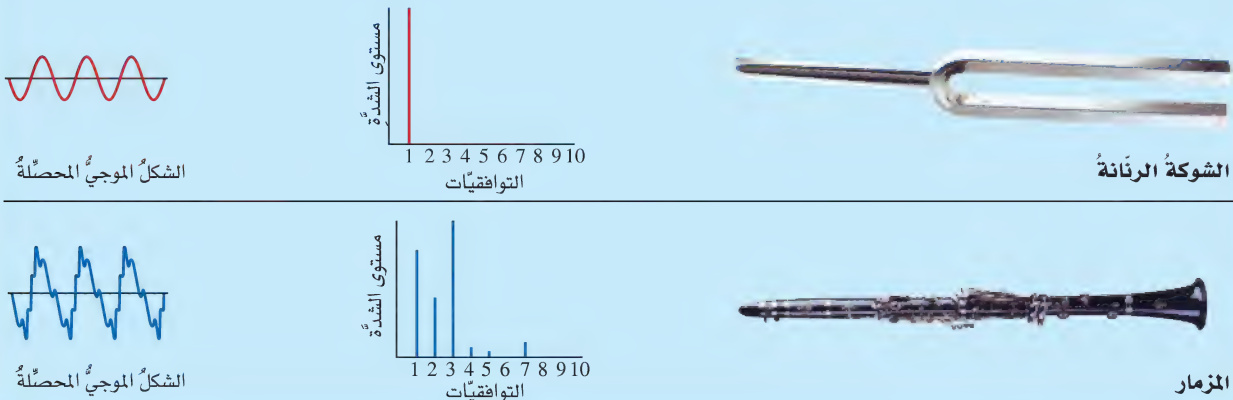 الشوكةُ الرنّانةُ
مستوى الشدَّة
1 2 3 4 5 6 7 8 9 10
التوافقيّات
الشكلُ الموجيُّ المحصِّلةُ
المزمار
مستوى الشدَّة
1 2 3 4 5 6 7 8 9 10
التوافقيّات
الشكلُ الموجيُّ المحصِّلةُ